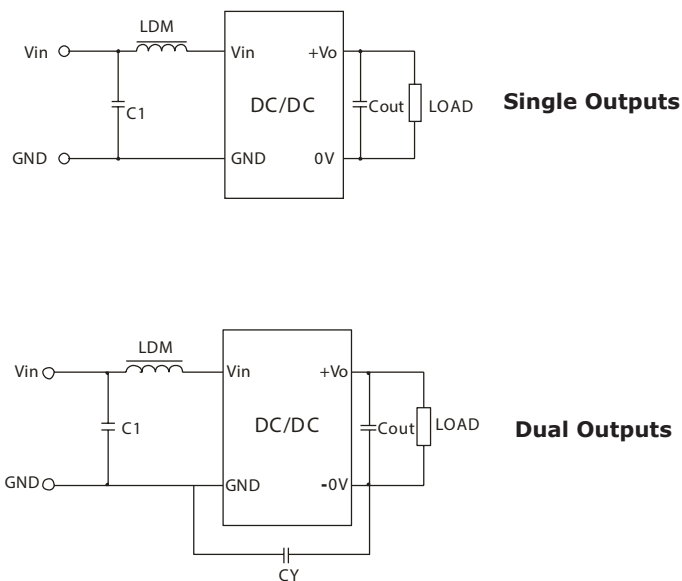 LDM
Vin
Vin
+Vo
C1
DC/DC
Cout
LOAD
Single Outputs
GND
GND
0V
LDM
Vin
Vin
+Vo
C1
DC/DC
Cout
LOAD
Dual Outputs
GND
GND
-0V
CY